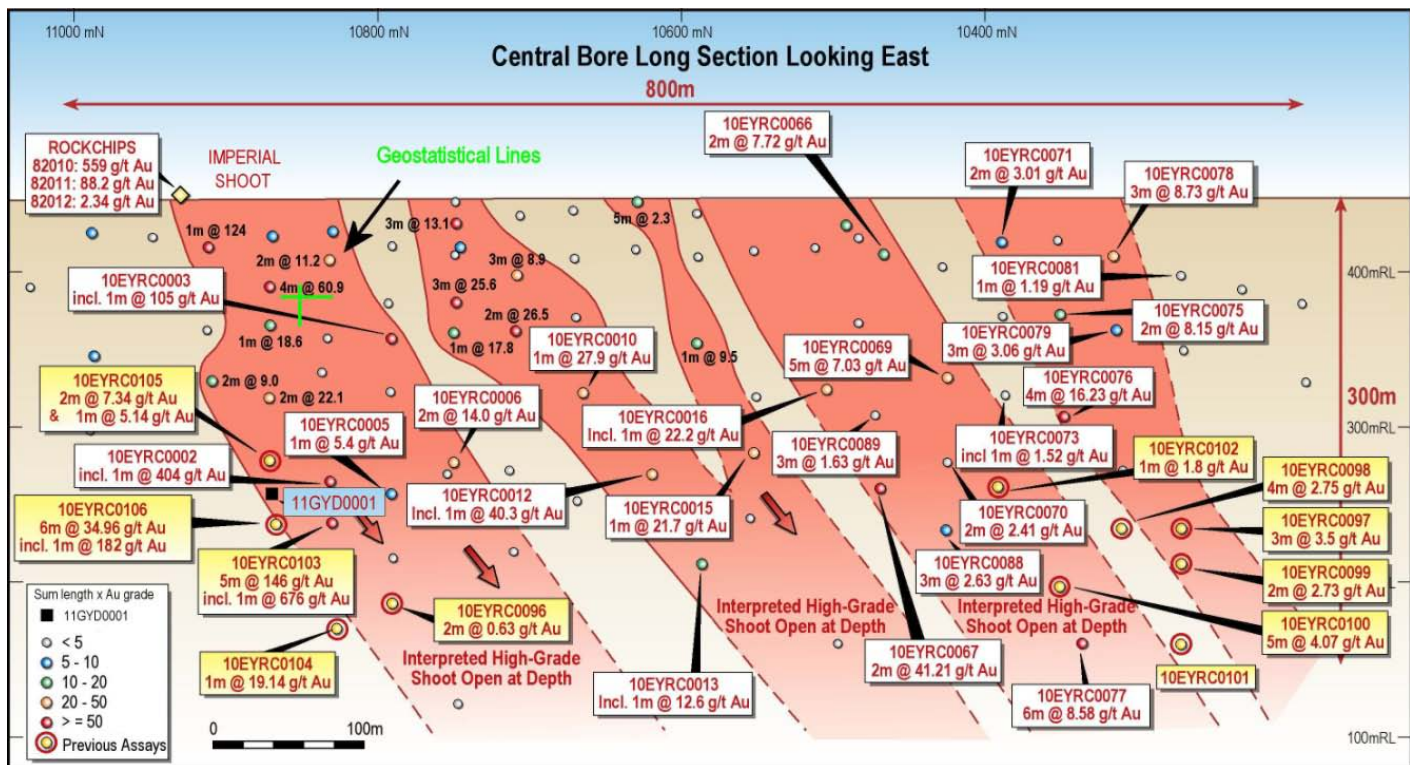 11000 mN
10800 mN
10600 mN
10400 mN
Central Bore Long Section Looking East
800m
ROCKCHIPS
82010: 559 g/t Au
82011: 88.2 g/t Au
82012: 2.34 g/t Au
IMPERIAL
SHOOT
Geostatistical Lines
10EYRC0066
2m @ 7.72 g/t Au
10EYRC0071
2m @ 3.01 g/t Au
10EYRC0078
3m @ 8.73 g/t Au
1m @ 124
2m @ 11.2
4m @ 60.9
1m @ 18.6
2m @ 9.0
2m @ 22.1
3m @ 13.1
3m @ 8.9
3m @ 25.6
2m @ 26.5
1m @ 17.8
5m @ 2.3
1m @ 9.5
400mRL
300mRL
100mRL
300m
10EYRC0003
incl. 1m @ 105 g/t Au
10EYRC0081
1m @ 1.19 g/t Au
10EYRC0075
2m @ 8.15 g/t Au
10EYRC0079
3m @ 3.06 g/t Au
10EYRC0010
1m @ 27.9 g/t Au
10EYRC0069
5m @ 7.03 g/t Au
10EYRC0076
4m @ 16.23 g/t Au
10EYRC0105
2m @ 7.34 g/t Au
& 1m @ 5.14 g/t Au
10EYRC0006
2m @ 14.0 g/t Au
10EYRC0005
1m @ 5.4 g/t Au
10EYRC0016
Incl. 1m @ 22.2 g/t Au
10EYRC0089
3m @ 1.63 g/t Au
10EYRC0073
incl 1m @ 1.52 g/t Au
10EYRC0102
1m @ 1.8 g/t Au
10EYRC0098
4m @ 2.75 g/t Au
10EYRC0002
incl. 1m @ 404 g/t Au
11GYD0001
10EYRC0012
Incl. 1m @ 40.3 g/t Au
10EYRC0015
1m @ 21.7 g/t Au
10EYRC0070
2m @ 2.41 g/t Au
10EYRC0097
3m @ 3.5 g/t Au
10EYRC0106
6m @ 34.96 g/t Au
incl. 1m @ 182 g/t Au
10EYRC0103
5m @ 146 g/t Au
incl. 1m @ 676 g/t Au
10EYRC0088
3m @ 2.63 g/t Au
10EYRC0099
2m @ 2.73 g/t Au
10EYRC0096
2m @ 0.63 g/t Au
10EYRC0100
5m @ 4.07 g/t Au
Interpreted High-Grade
Shoot Open at Depth
Interpreted High-Grade
Shoot Open at Depth
Interpreted High-Grade
Shoot Open at Depth
10EYRC0104
1m @ 19.14 g/t Au
10EYRC0013
Incl. 1m @ 12.6 g/t Au
10EYRC0067
2m @ 41.21 g/t Au
10EYRC0077
6m @ 8.58 g/t Au
10EYRC0101
Sum length x Au grade
11GYD0001
< 5
5 - 10
10 - 20
20 - 50
> = 50
Previous Assays
0
100m